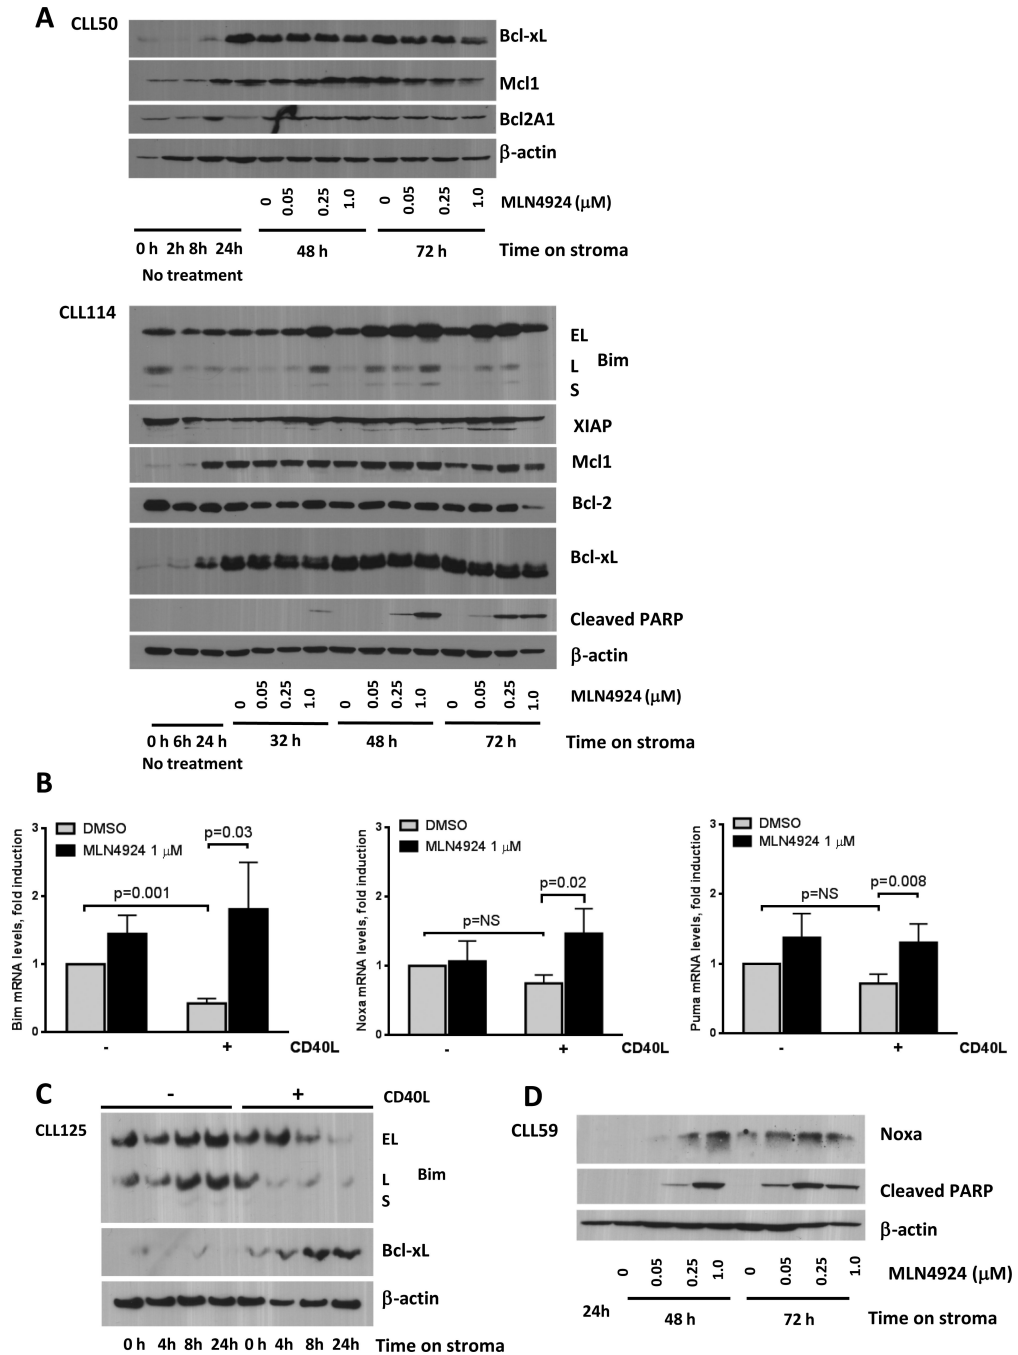 A
CLL50
Bcl-xL
Mcl1
Bcl2A1
β-actin
0 0.05 0.25 1.0 0 0.05 0.25 1.0 MLN4924 (μM)
0 h 2h 8h 24h 48 h 72 h Time on stroma
No treatment
CLL114
EL
L Bim
S
XIAP
Mcl1
Bcl-2
Bcl-xL
Cleaved PARP
β-actin
0 0.05 0.25 1.0 0 0.05 0.25 1.0 0 0.05 0.25 1.0 MLN4924 (μM)
0 h 6h 24 h 32 h 48 h 72 h Time on stroma
No treatment
B
Bim mRNA levels, fold induction
3
2
1
0
DMSO
MLN4924 1 μM
p=0.03
p=0.001
- + CD40L
Noxa mRNA levels, fold induction
3
2
1
0
DMSO
MLN4924 1 μM
p=0.02
p=NS
- + CD40L
Puma mRNA levels, fold induction
3
2
1
0
DMSO
MLN4924 1 μM
p=0.008
p=NS
- + CD40L
C
- + CD40L
CLL125
EL
L Bim
S
Bcl-xL
β-actin
0 h 4h 8h 24h 0 h 4h 8h 24h Time on stroma
D
CLL59
Noxa
Cleaved PARP
β-actin
0 0.05 0.25 1.0 0 0.05 0.25 1.0 MLN4924 (μM)
24h 48 h 72 h Time on stroma